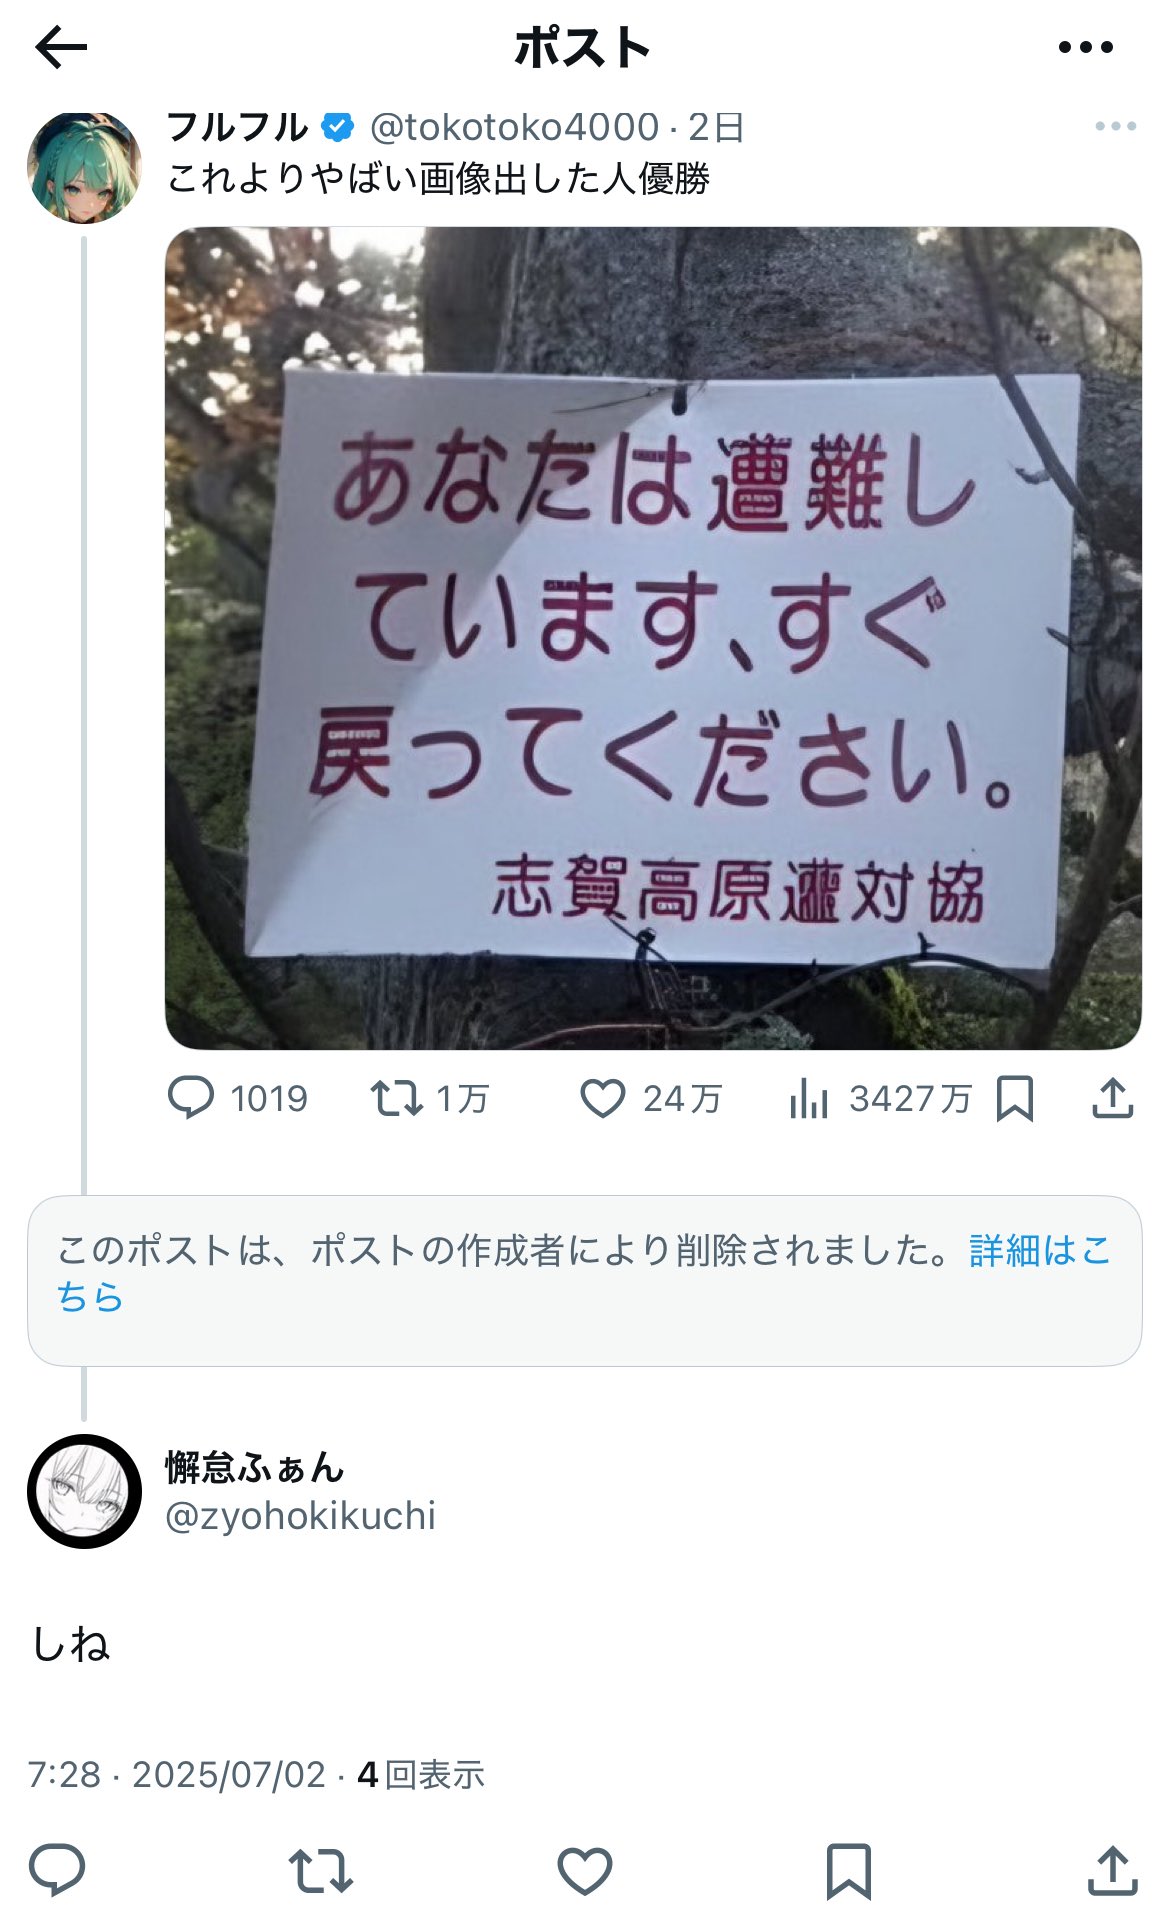 ポスト
フルフル @tokotoko4000 · 2日
これよりやばい画像出した人優勝
あなたは遭難し
ています、すぐ
戻ってください。
志賀高原遭対協
1019 1万 24万 3427万
このポストは、ポストの作成者により削除されました。詳細はこ
ちら
懈怠ふぁん
@zyohokikuchi
しね
7:28 · 2025/07/02 · 4回表示